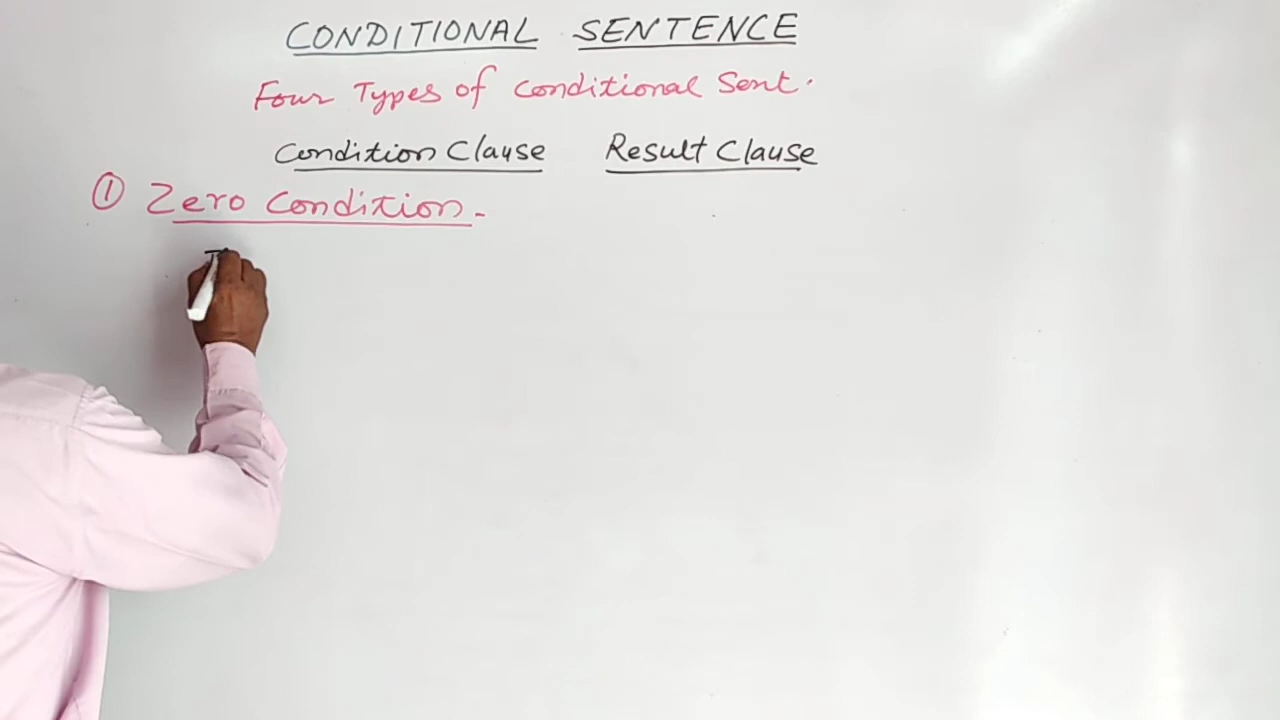 CONDITIONAL SENTENCE
Four Types of Conditional Sent.
Condition Clause Result Clause
① Zero Condition.